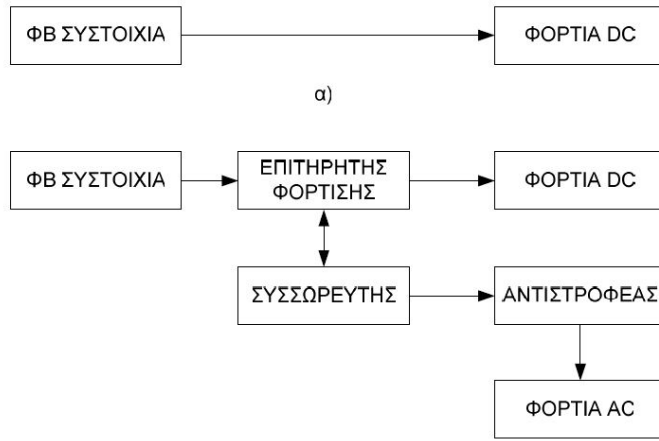 ΦΒ ΣΥΣΤΟΙΧΙΑ
ΦΟΡΤΙΑ DC
α)
ΦΒ ΣΥΣΤΟΙΧΙΑ
ΕΠΙΤΗΡΗΤΗΣ
ΦΟΡΤΙΣΗΣ
ΦΟΡΤΙΑ DC
ΣΥΣΣΩΡΕΥΤΗΣ
ΑΝΤΙΣΤΡΟΦΕΑΣ
ΦΟΡΤΙΑ AC